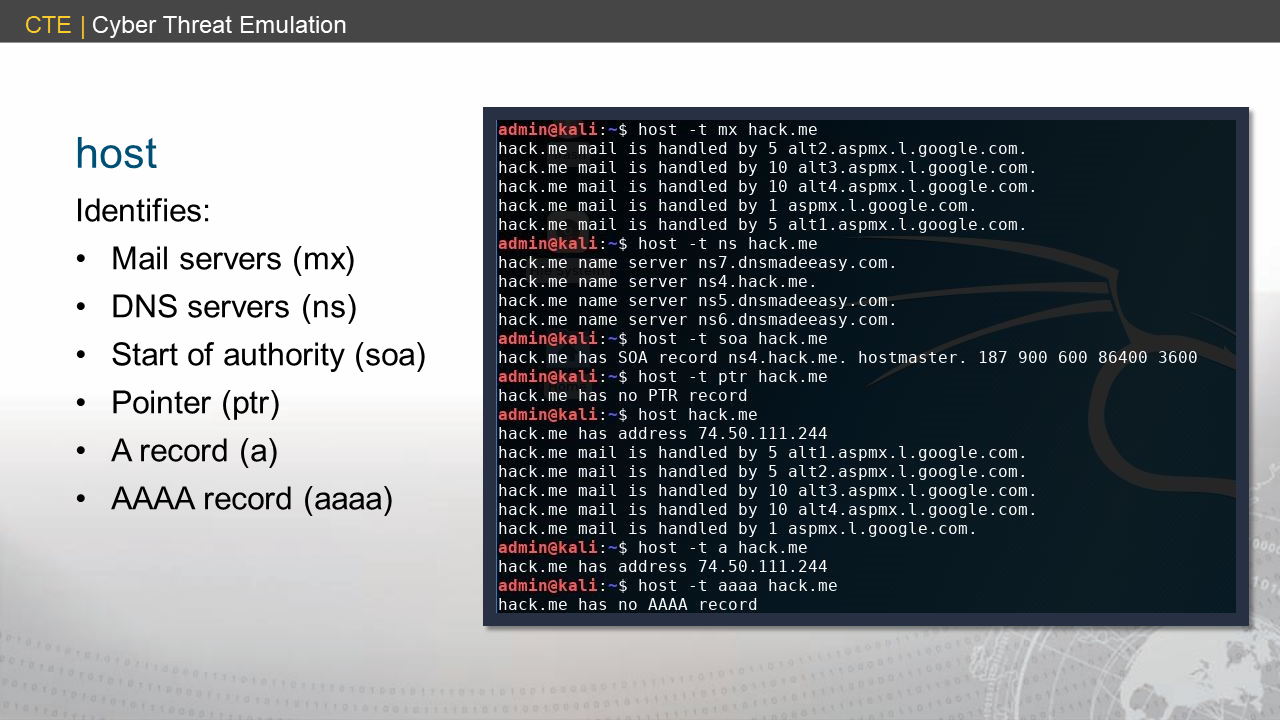 CTE | Cyber Threat Emulation
host
Identifies:
• Mail servers (mx)
• DNS servers (ns)
• Start of authority (soa)
• Pointer (ptr)
• A record (a)
• AAAA record (aaaa)
admin@kali:~$ host -t mx hack.me
hack.me mail is handled by 5 alt2.aspmx.l.google.com.
hack.me mail is handled by 10 alt3.aspmx.l.google.com.
hack.me mail is handled by 10 alt4.aspmx.l.google.com.
hack.me mail is handled by 1 aspmx.l.google.com.
hack.me mail is handled by 5 alt1.aspmx.l.google.com.
admin@kali:~$ host -t ns hack.me
hack.me name server ns7.dnsmadeeasy.com.
hack.me name server ns4.hack.me.
hack.me name server ns5.dnsmadeeasy.com.
hack.me name server ns6.dnsmadeeasy.com.
admin@kali:~$ host -t soa hack.me
hack.me has SOA record ns4.hack.me. hostmaster. 187 900 600 86400 3600
admin@kali:~$ host -t ptr hack.me
hack.me has no PTR record
admin@kali:~$ host hack.me
hack.me has address 74.50.111.244
hack.me mail is handled by 5 alt1.aspmx.l.google.com.
hack.me mail is handled by 5 alt2.aspmx.l.google.com.
hack.me mail is handled by 10 alt3.aspmx.l.google.com.
hack.me mail is handled by 10 alt4.aspmx.l.google.com.
hack.me mail is handled by 1 aspmx.l.google.com.
admin@kali:~$ host -t a hack.me
hack.me has address 74.50.111.244
admin@kali:~$ host -t aaaa hack.me
hack.me has no AAAA record